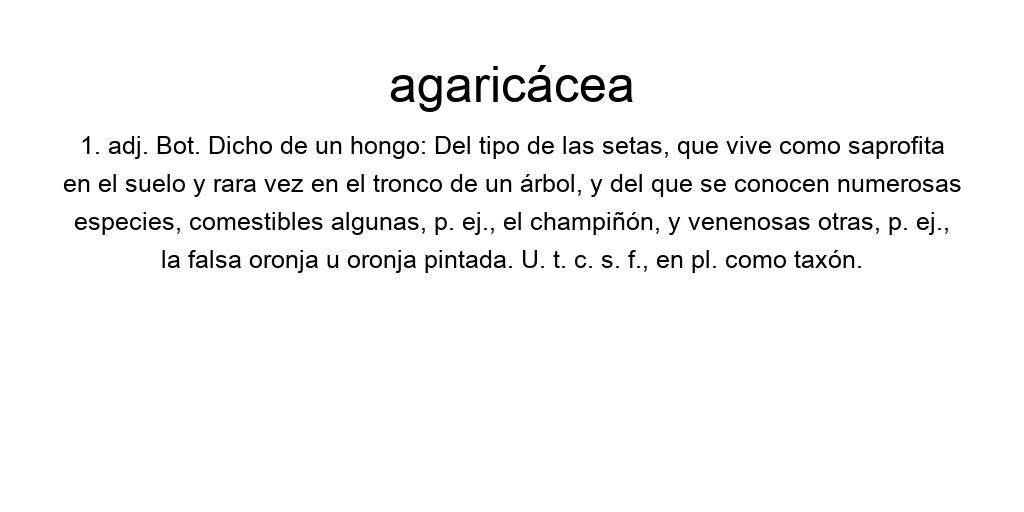 agaricácea
1. adj. Bot. Dicho de un hongo: Del tipo de las setas, que vive como saprofita
en el suelo y rara vez en el tronco de un árbol, y del que se conocen numerosas
especies, comestibles algunas, p. ej., el champiñón, y venenosas otras, p. ej.,
la falsa oronja u oronja pintada. U. t. c. s. f., en pl. como taxón.